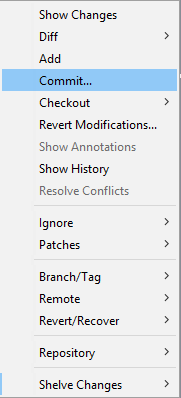 Show Changes
Diff
Add
Commit...
Checkout
Revert Modifications...
Show Annotations
Show History
Resolve Conflicts
Ignore
Patches
Branch/Tag
Remote
Revert/Recover
Repository
Shelve Changes